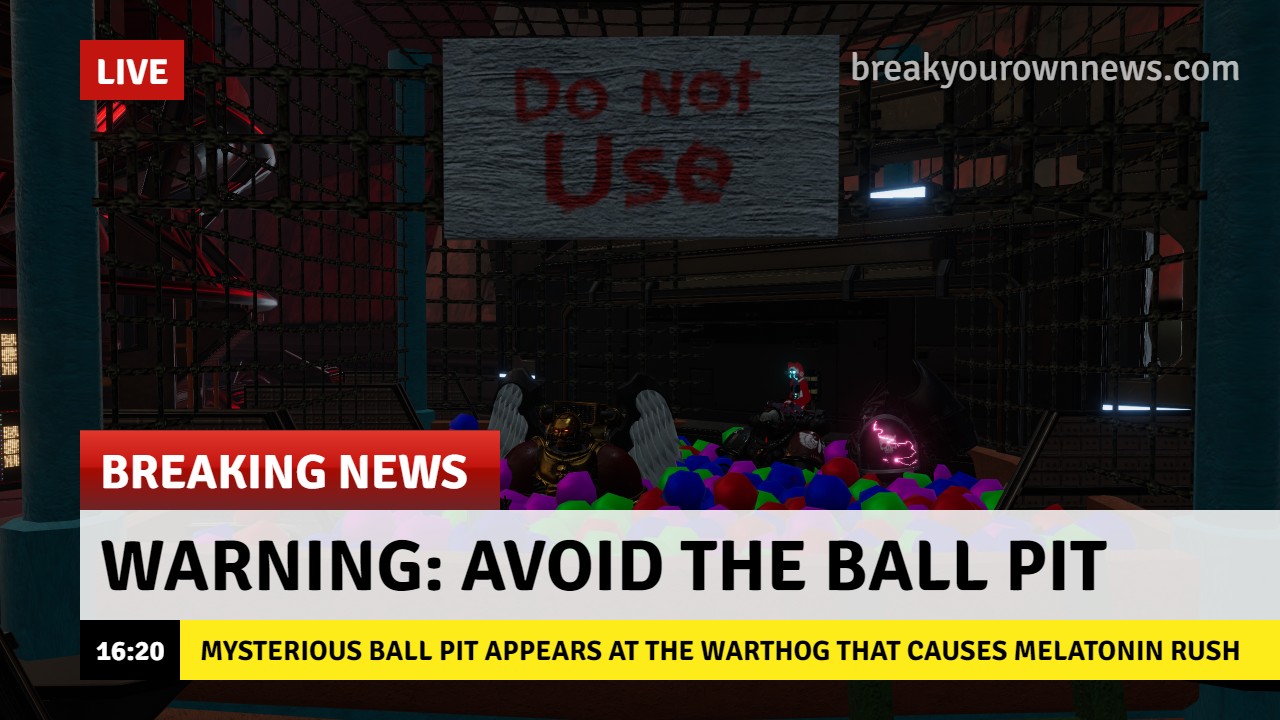 LIVE
breakyourownnews.com
Do Not
Use
BREAKING NEWS
WARNING: AVOID THE BALL PIT
16:20
MYSTERIOUS BALL PIT APPEARS AT THE WARTHOG THAT CAUSES MELATONIN RUSH